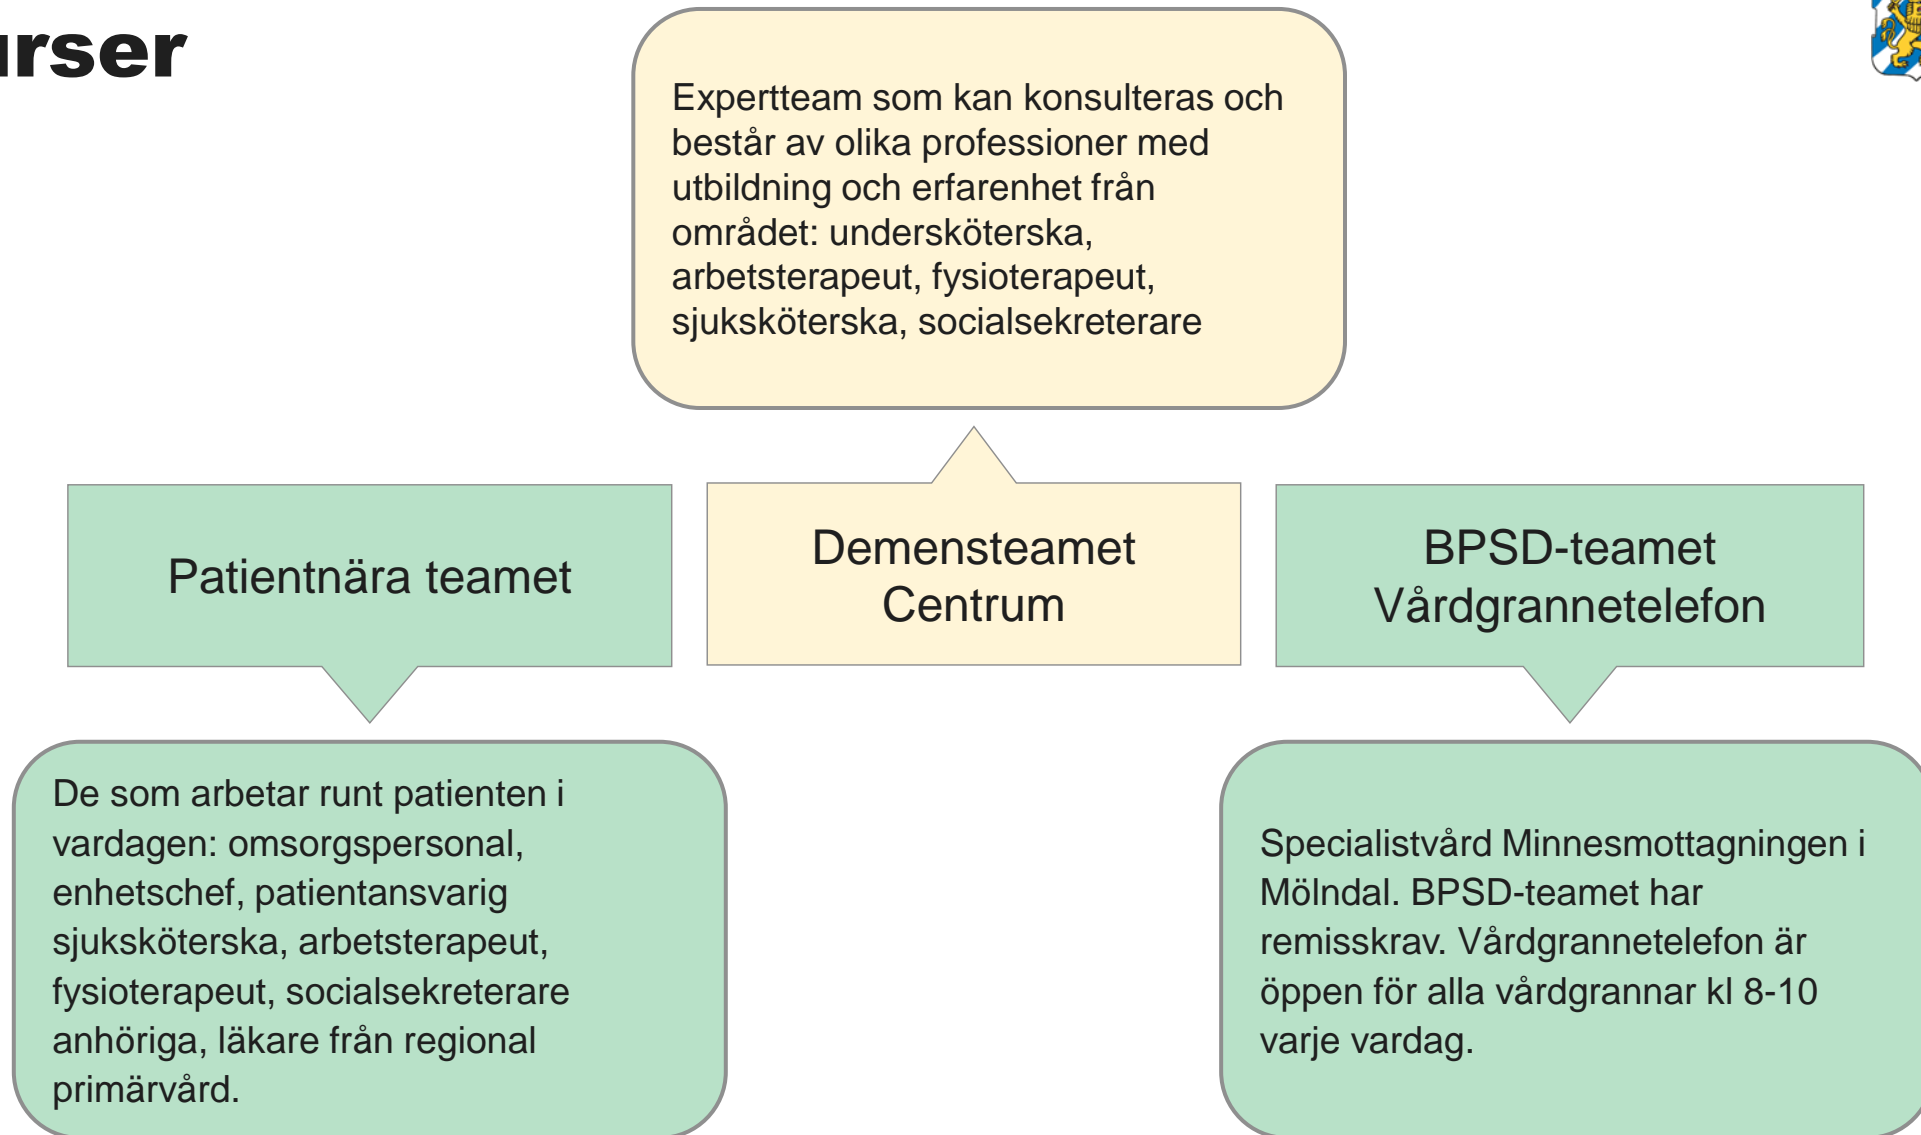 urser
Expertteam som kan konsulteras och
består av olika professioner med
utbildning och erfarenhet från
området: undersköterska,
arbetsterapeut, fysioterapeut,
sjuksköterska, socialsekreterare
Patientnära teamet
Demensteamet
Centrum
BPSD-teamet
Vårdgrannetelefon
De som arbetar runt patienten i
vardagen: omsorgspersonal,
enhetschef, patientansvarig
sjuksköterska, arbetsterapeut,
fysioterapeut, socialsekreterare
anhöriga, läkare från regional
primärvård.
Specialistvård Minnesmottagningen i
Mölndal. BPSD-teamet har
remisskrav. Vårdgrannetelefon är
öppen för alla vårdgrannar kl 8-10
varje vardag.